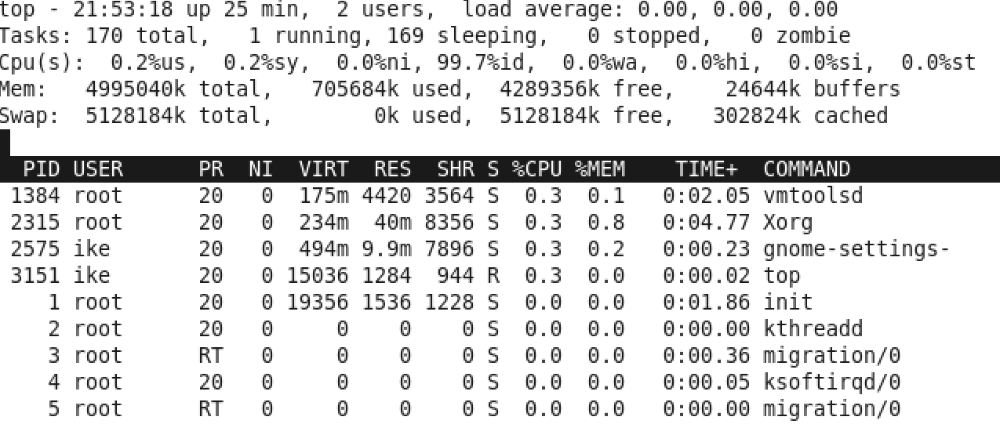 top - 21:53:18 up 25 min,  2 users,  load average: 0.00, 0.00, 0.00
Tasks: 170 total,   1 running, 169 sleeping,   0 stopped,   0 zombie
Cpu(s):  0.2%us,  0.2%sy,  0.0%ni, 99.7%id,  0.0%wa,  0.0%hi,  0.0%si,  0.0%st
Mem:   4995040k total,   705684k used,  4289356k free,    24644k buffers
Swap:  5128184k total,        0k used,  5128184k free,   302824k cached
PID USER      PR  NI  VIRT  RES  SHR S %CPU %MEM    TIME+  COMMAND
1384 root      20   0  175m 4420 3564 S  0.3  0.1   0:02.05 vmtoolsd
2315 root      20   0  234m  40m 8356 S  0.3  0.8   0:04.77 Xorg
2575 ike       20   0  494m 9.9m 7896 S  0.3  0.2   0:00.23 gnome-settings-
3151 ike       20   0 15036 1284  944 R  0.3  0.0   0:00.02 top
1 root      20   0 19356 1536 1228 S  0.0  0.0   0:01.86 init
2 root      20   0     0    0    0 S  0.0  0.0   0:00.00 kthreadd
3 root      RT   0     0    0    0 S  0.0  0.0   0:00.36 migration/0
4 root      20   0     0    0    0 S  0.0  0.0   0:00.05 ksoftirqd/0
5 root      RT   0     0    0    0 S  0.0  0.0   0:00.00 migration/0